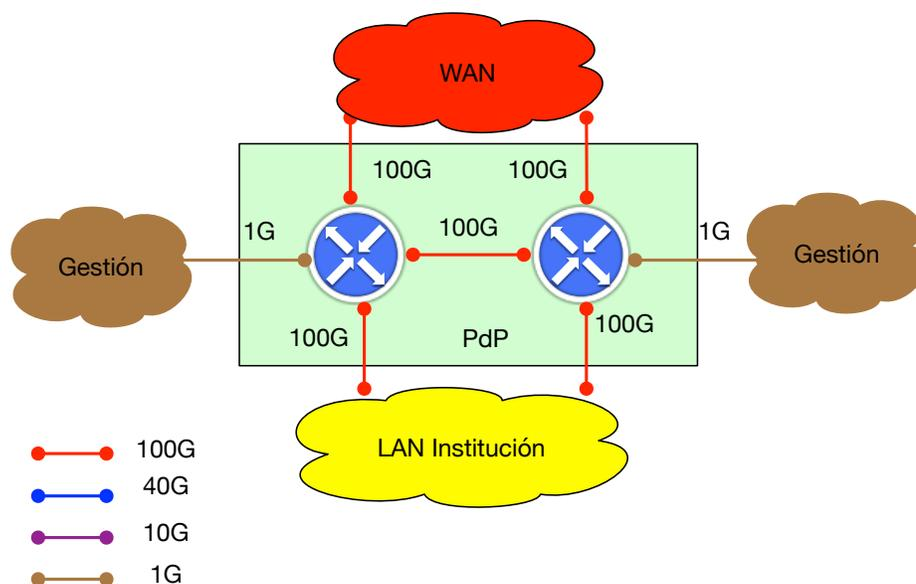 WAN
100G
100G
1G
100G
1G
Gestión
Gestión
100G
PdP
100G
LAN Institución
100G
40G
10G
1G